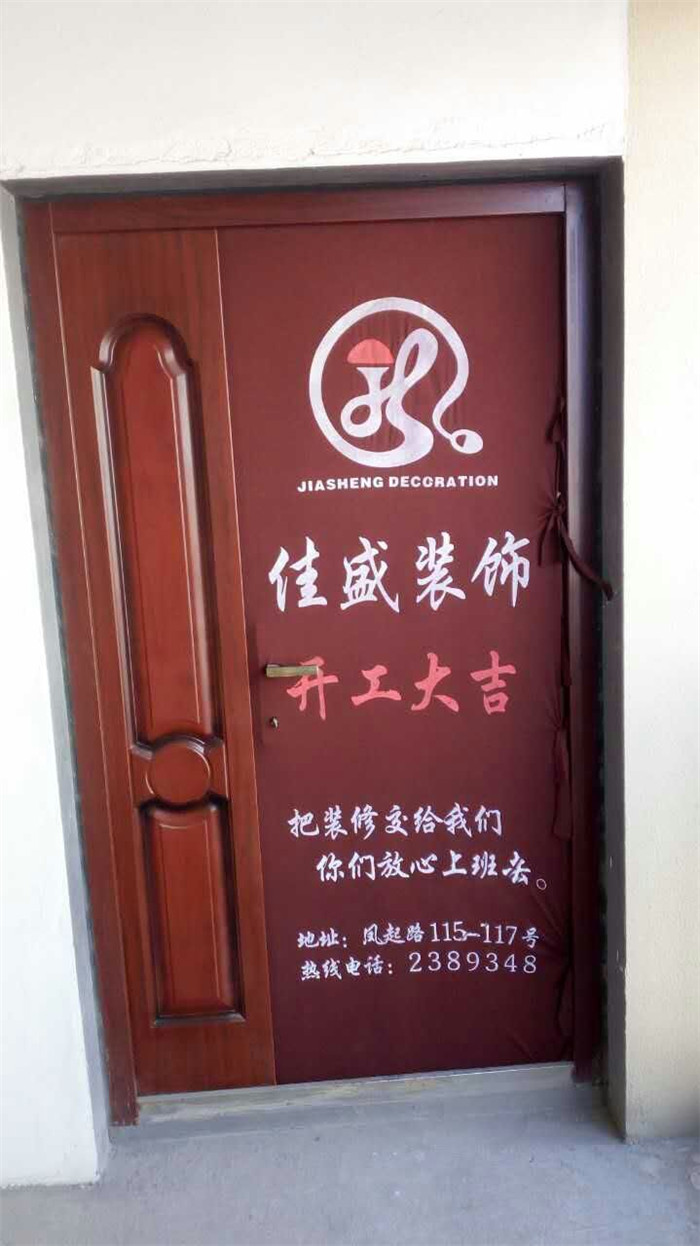 JIASHENG DECORATION
佳盛装饰
开工大吉
把装修交给我们
你们放心上班去。
地址：凤起路115-117号
热线电话：2389348